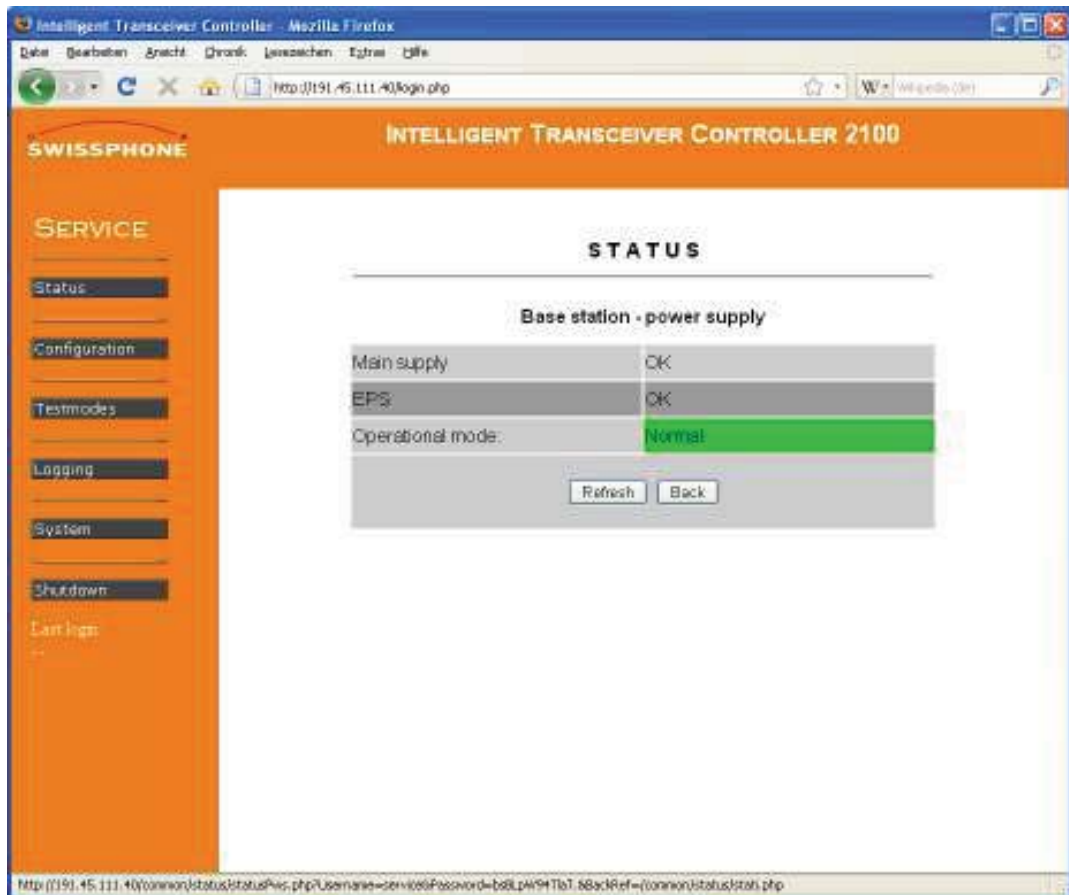 Intelligent Transceiver Controller - Mozilla Firefox
Datei Bearbeiten Ansicht Chronik Lesezeichen Extras Hilfe
http://191.45.111.40/login.php
W Wikipedia (de)
SWISSPHONE
INTELLIGENT TRANSCEIVER CONTROLLER 2100
SERVICE
STATUS
Status
Base station - power supply
Configuration
Main supply OK
EPS OK
Testmodes
Operational mode: Normal
Logging
Refresh Back
System
Shutdown
Last login
--